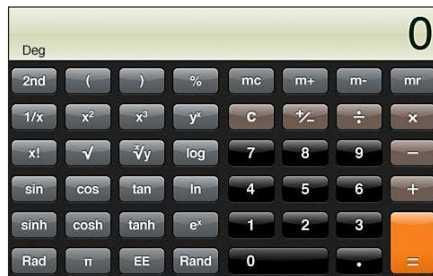 0
Deg
2nd ( ) % mc m+ m- mr
1/x x² x³ yˣ C +/− ÷ ×
x! √ ˣ√y log 7 8 9 −
sin cos tan ln 4 5 6 +
sinh cosh tanh eˣ 1 2 3
Rad π EE Rand 0 . =